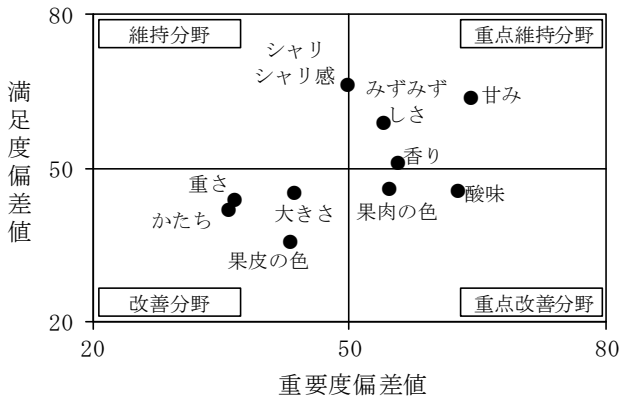 80
維持分野
重点維持分野
シャリ
シャリ感
みずみず
しさ
甘み
満足度偏差値
香り
50
重さ
かたち
大きさ
果肉の色
酸味
果皮の色
改善分野
重点改善分野
20
20
50
80
重要度偏差値